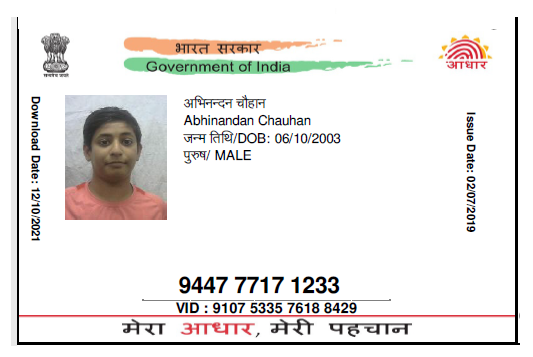 भारत सरकार
Government of India
सत्यमेव जयते
आधार
Download Date: 12/10/2021
अभिनन्दन चौहान
Abhinandan Chauhan
जन्म तिथि/DOB: 06/10/2003
पुरुष/ MALE
Issue Date: 02/07/2019
9447 7717 1233
VID : 9107 5335 7618 8429
मेरा आधार, मेरी पहचान